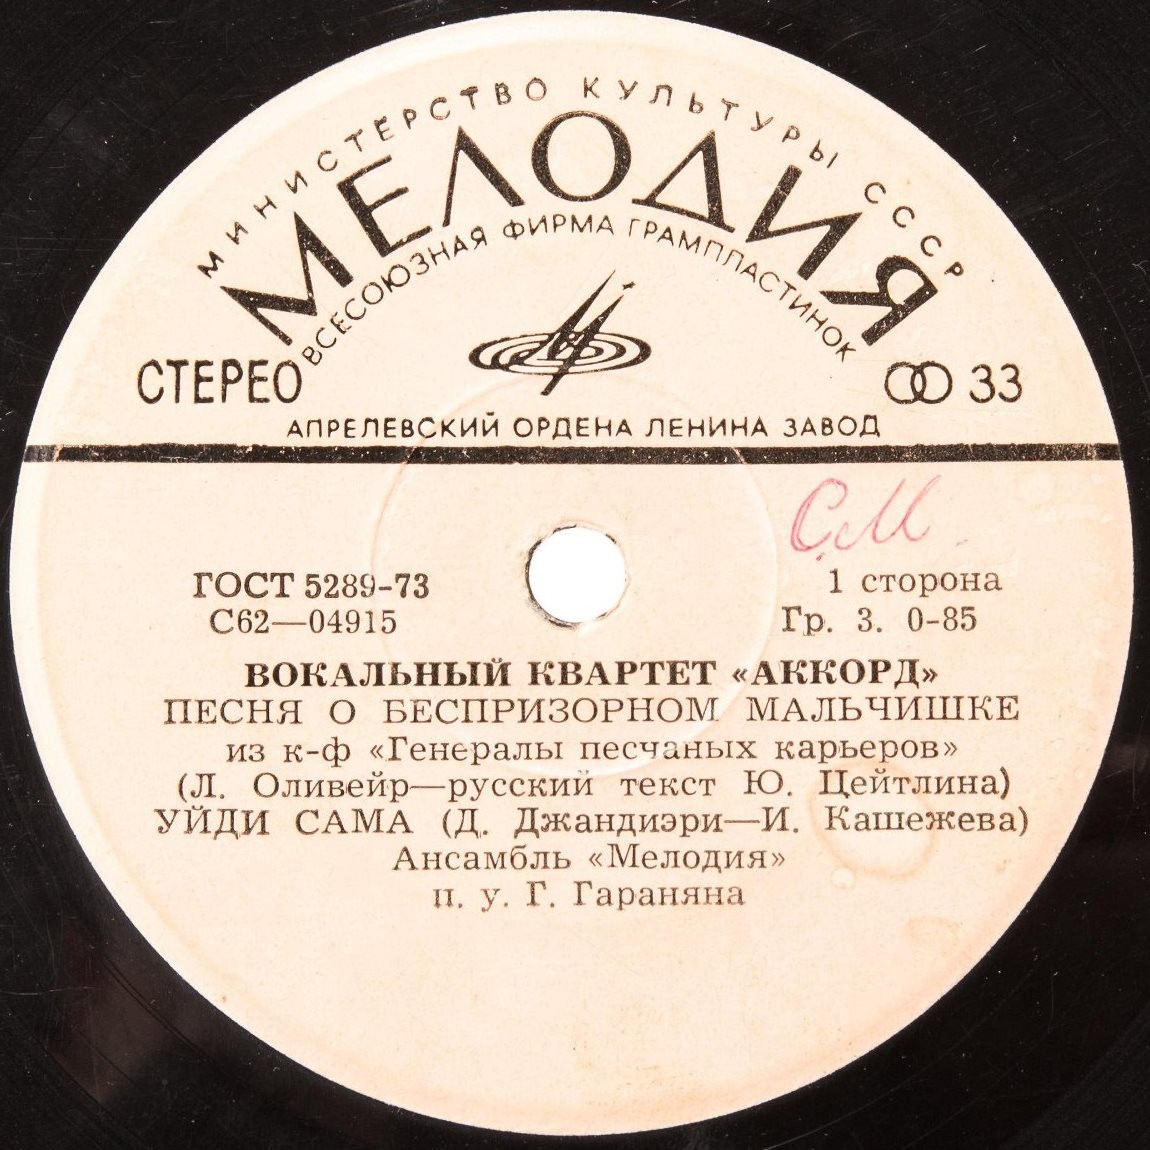 МИНИСТЕРСТВО КУЛЬТУРЫ СССР
МЕЛОДИЯ
ВСЕСОЮЗНАЯ ФИРМА ГРАМПЛАСТИНОК
СТЕРЕО
33
АПРЕЛЕВСКИЙ ОРДЕНА ЛЕНИНА ЗАВОД
См
ГОСТ 5289-73
1 сторона
С62—04915
Гр. 3. 0-85
ВОКАЛЬНЫЙ КВАРТЕТ «АККОРД»
ПЕСНЯ О БЕСПРИЗОРНОМ МАЛЬЧИШКЕ
из к-ф «Генералы песчаных карьеров»
(Л. Оливейр—русский текст Ю. Цейтлина)
УЙДИ САМА (Д. Джандиэри—И. Кашежева)
Ансамбль «Мелодия»
п. у. Г. Гараняна